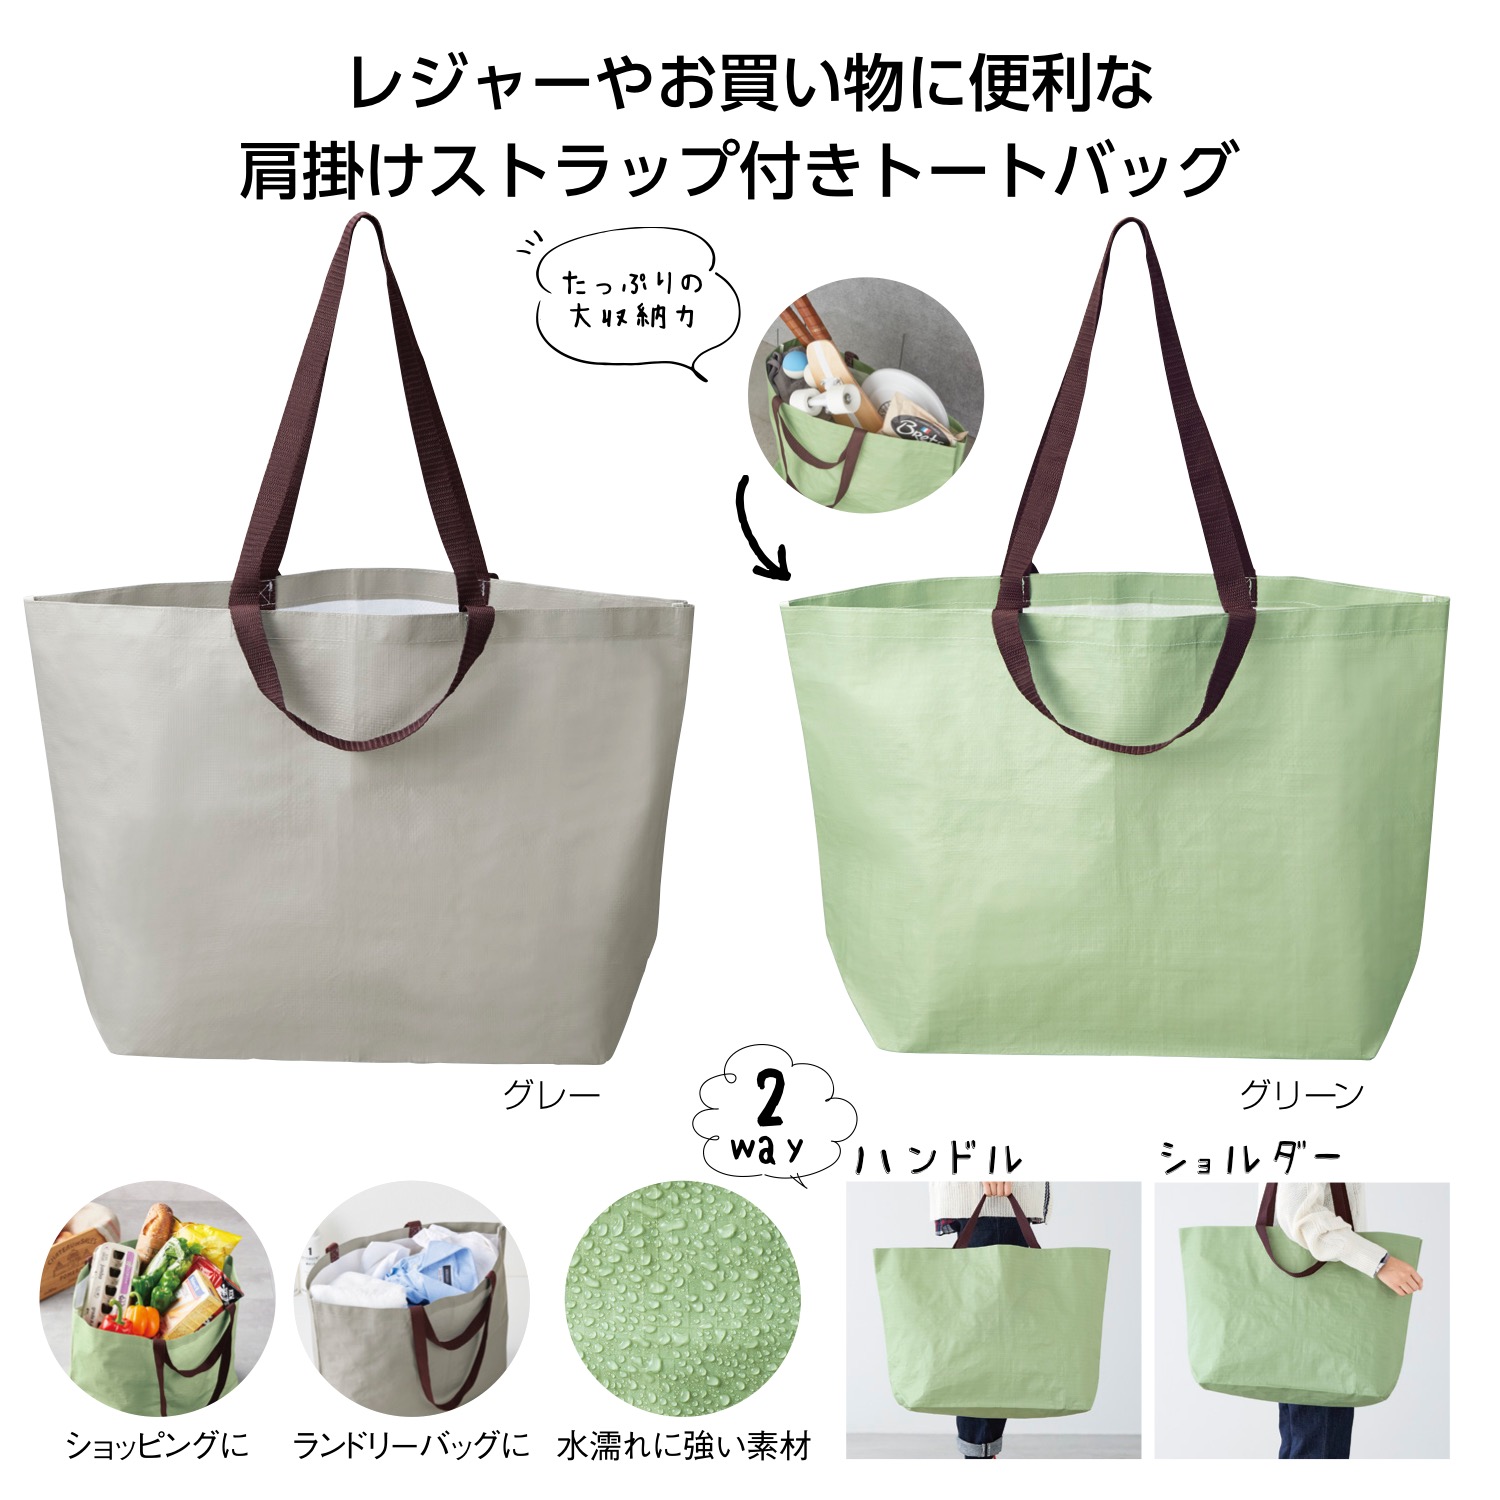 レジャーやお買い物に便利な
肩掛けストラップ付きトートバッグ
たっぷりの
大収納力
グレー
グリーン
2
way
ハンドル
ショルダー
ショッピングに
ランドリーバッグに
水濡れに強い素材